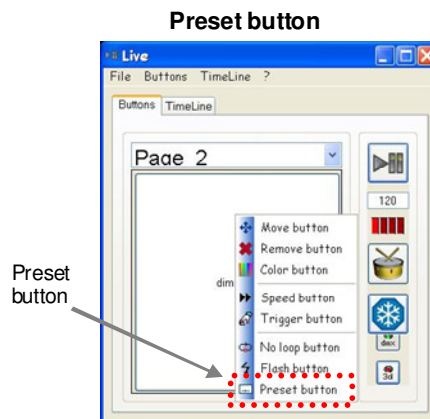 Preset button
Live
File Buttons TimeLine ?
Buttons TimeLine
Page 2
120
Move button
Remove button
Color button
dim
Speed button
Trigger button
No loop button
Flash button
Preset button
Preset
button
dmx
3d